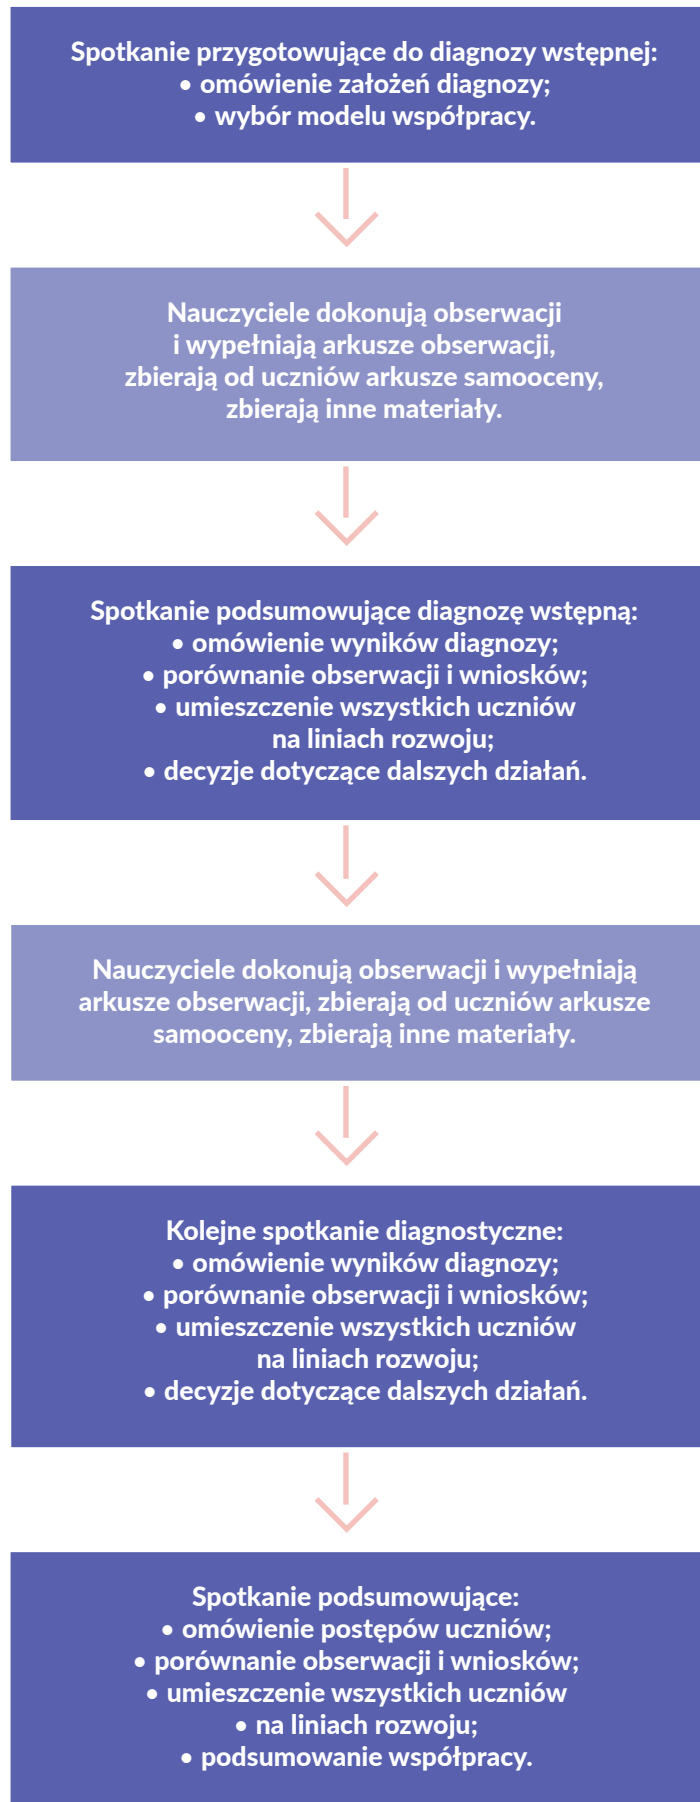 Spotkanie przygotowujące do diagnozy wstępnej:
• omówienie założeń diagnozy;
• wybór modelu współpracy.
Nauczyciele dokonują obserwacji
i wypełniają arkusze obserwacji,
zbierają od uczniów arkusze samooceny,
zbierają inne materiały.
Spotkanie podsumowujące diagnozę wstępną:
• omówienie wyników diagnozy;
• porównanie obserwacji i wniosków;
• umieszczenie wszystkich uczniów
na liniach rozwoju;
• decyzje dotyczące dalszych działań.
Nauczyciele dokonują obserwacji i wypełniają
arkusze obserwacji, zbierają od uczniów arkusze
samooceny, zbierają inne materiały.
Kolejne spotkanie diagnostyczne:
• omówienie wyników diagnozy;
• porównanie obserwacji i wniosków;
• umieszczenie wszystkich uczniów
na liniach rozwoju;
• decyzje dotyczące dalszych działań.
Spotkanie podsumowujące:
• omówienie postępów uczniów;
• porównanie obserwacji i wniosków;
• umieszczenie wszystkich uczniów
• na liniach rozwoju;
• podsumowanie współpracy.